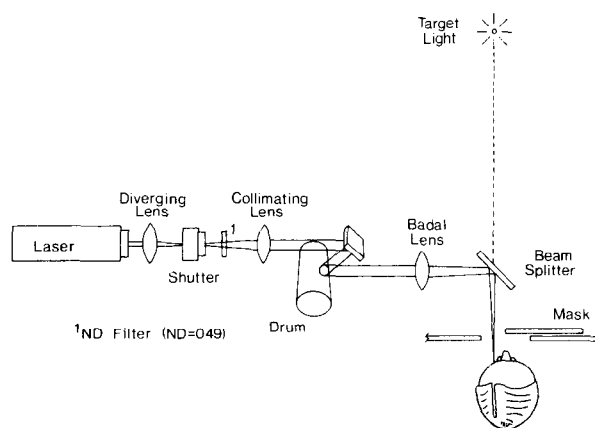 Target
Light
Diverging
Lens
Collimating
Lens
1
Laser
Shutter
Badal
Lens
Beam
Splitter
Drum
Mask
1ND Filter (ND=049)